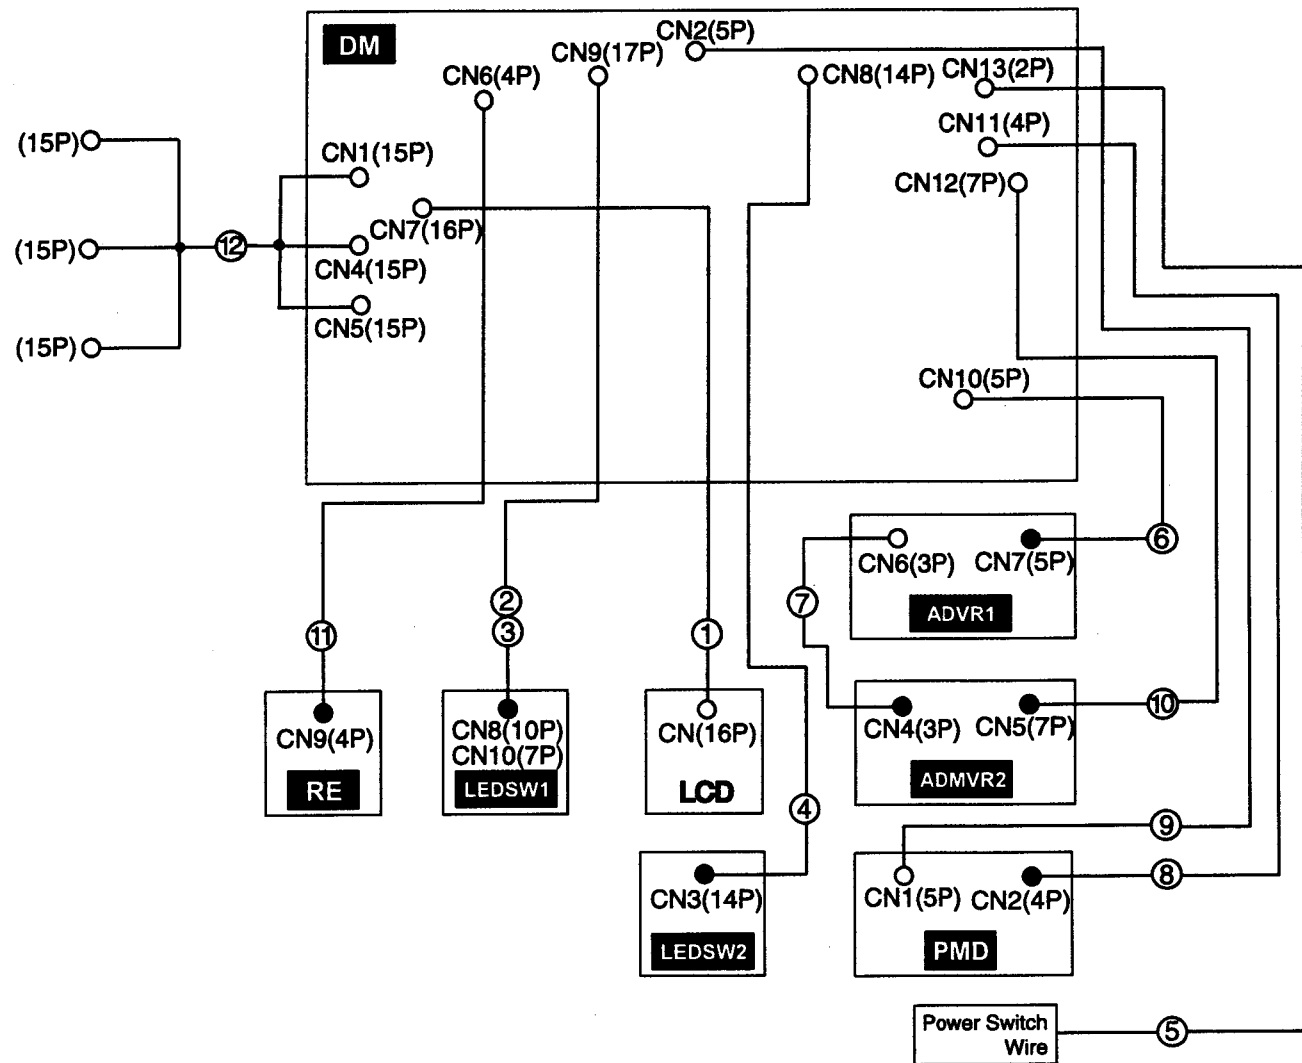 DM
CN2(5P)
CN9(17P)
CN6(4P)
CN8(14P)
CN13(2P)
CN11(4P)
(15P)
CN1(15P)
CN12(7P)
CN7(16P)
(15P)
12
CN4(15P)
CN5(15P)
(15P)
CN10(5P)
6
CN6(3P)
CN7(5P)
ADVR1
7
2
3
11
1
10
CN4(3P)
CN5(7P)
ADMVR2
CN9(4P)
RE
CN8(10P)
CN10(7P)
LEDSW1
CN(16P)
LCD
4
9
8
CN3(14P)
LEDSW2
CN1(5P)
CN2(4P)
PMD
Power Switch
Wire
5